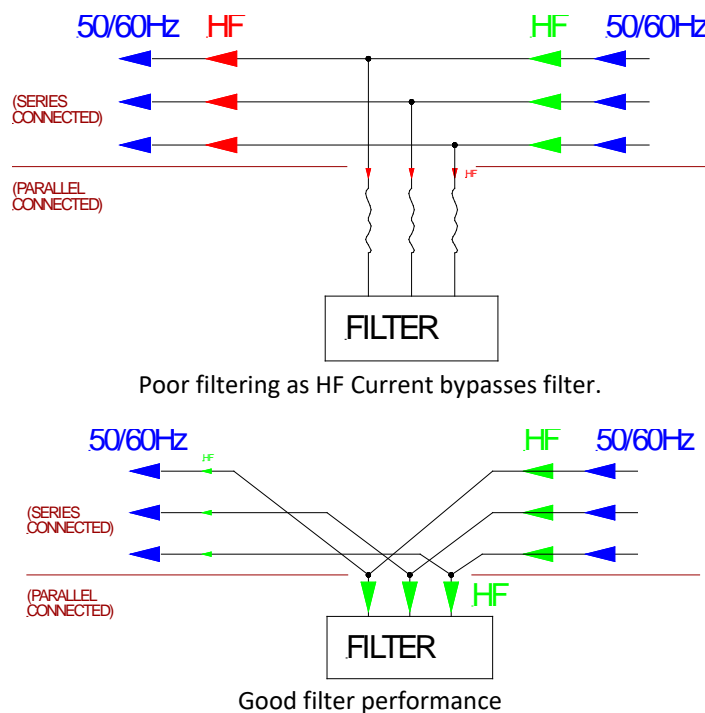 50/60Hz HF HF 50/60Hz
(SERIES
CONNECTED)
(PARALLEL
CONNECTED)
HF
FILTER
Poor filtering as HF Current bypasses filter.
50/60Hz HF HF 50/60Hz
(SERIES
CONNECTED)
(PARALLEL
CONNECTED)
HF
FILTER
Good filter performance